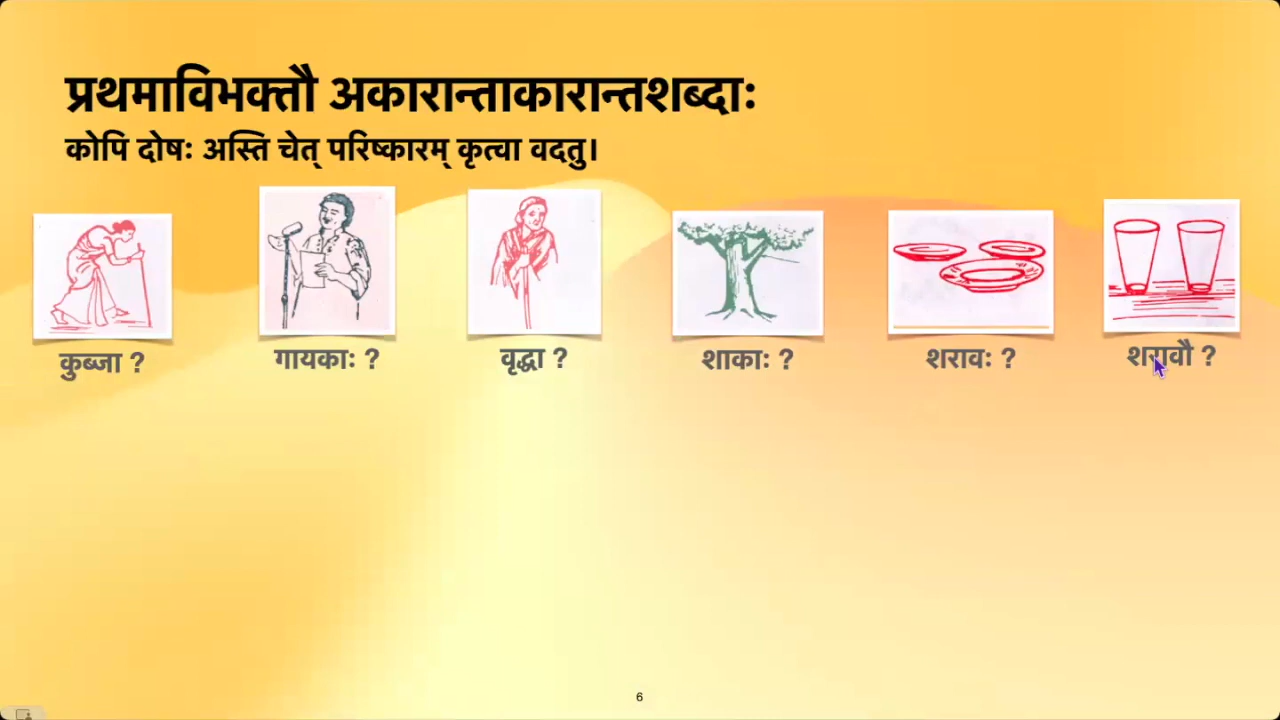 प्रथमाविभक्तौ अकारान्ताकारान्तशब्दाः
कोपि दोषः अस्ति चेत् परिष्कारम् कृत्वा वदतु।
कुब्जा ? गायकाः ? वृद्धा ? शाकाः ? शरावः ? शरावौ ?
6